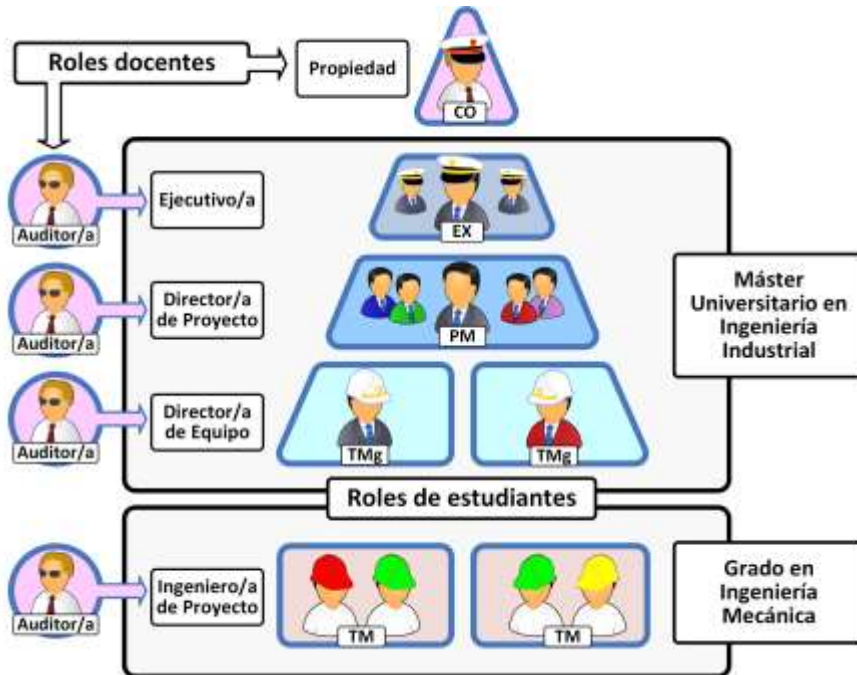 Roles docentes
Propiedad
CO
Auditor/a
Ejecutivo/a
EX
Auditor/a
Director/a
de Proyecto
PM
Máster
Universitario en
Ingeniería
Industrial
Auditor/a
Director/a
de Equipo
TMg
TMg
Roles de estudiantes
Auditor/a
Ingeniero/a
de Proyecto
TM
TM
Grado en
Ingeniería
Mecánica